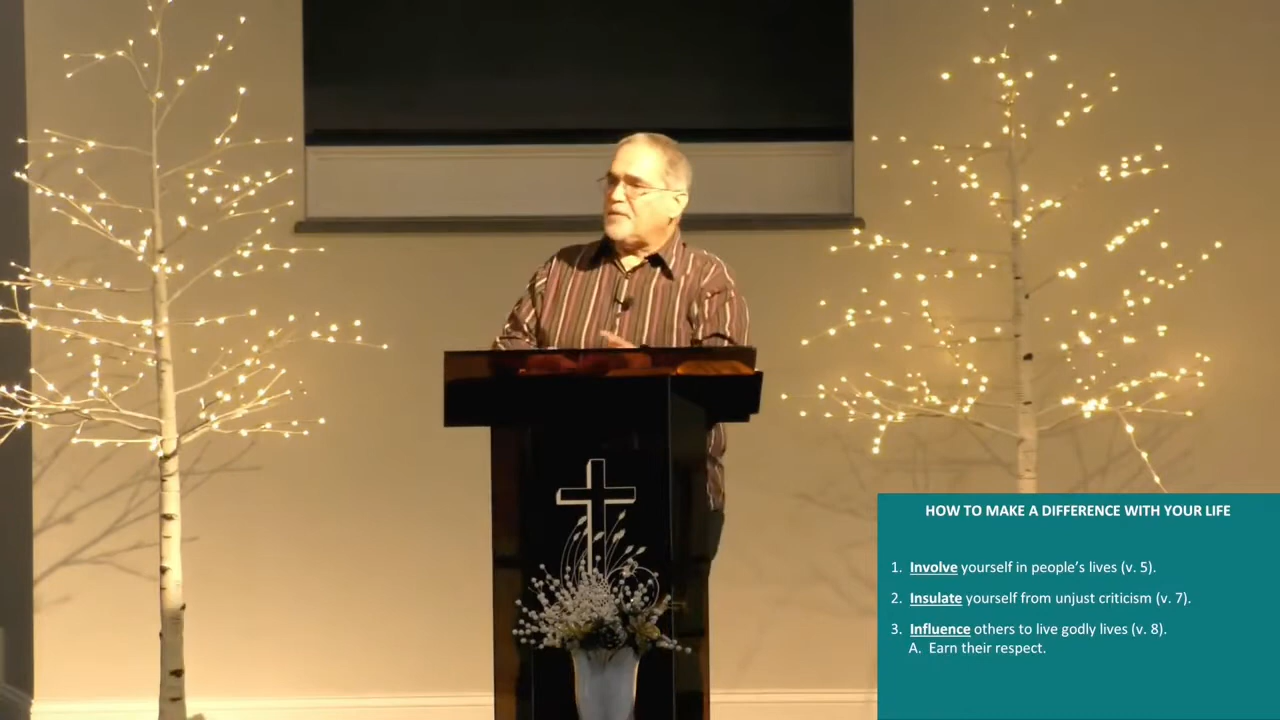 HOW TO MAKE A DIFFERENCE WITH YOUR LIFE
1. Involve yourself in people's lives (v. 5).
2. Insulate yourself from unjust criticism (v. 7).
3. Influence others to live godly lives (v. 8).
A. Earn their respect.